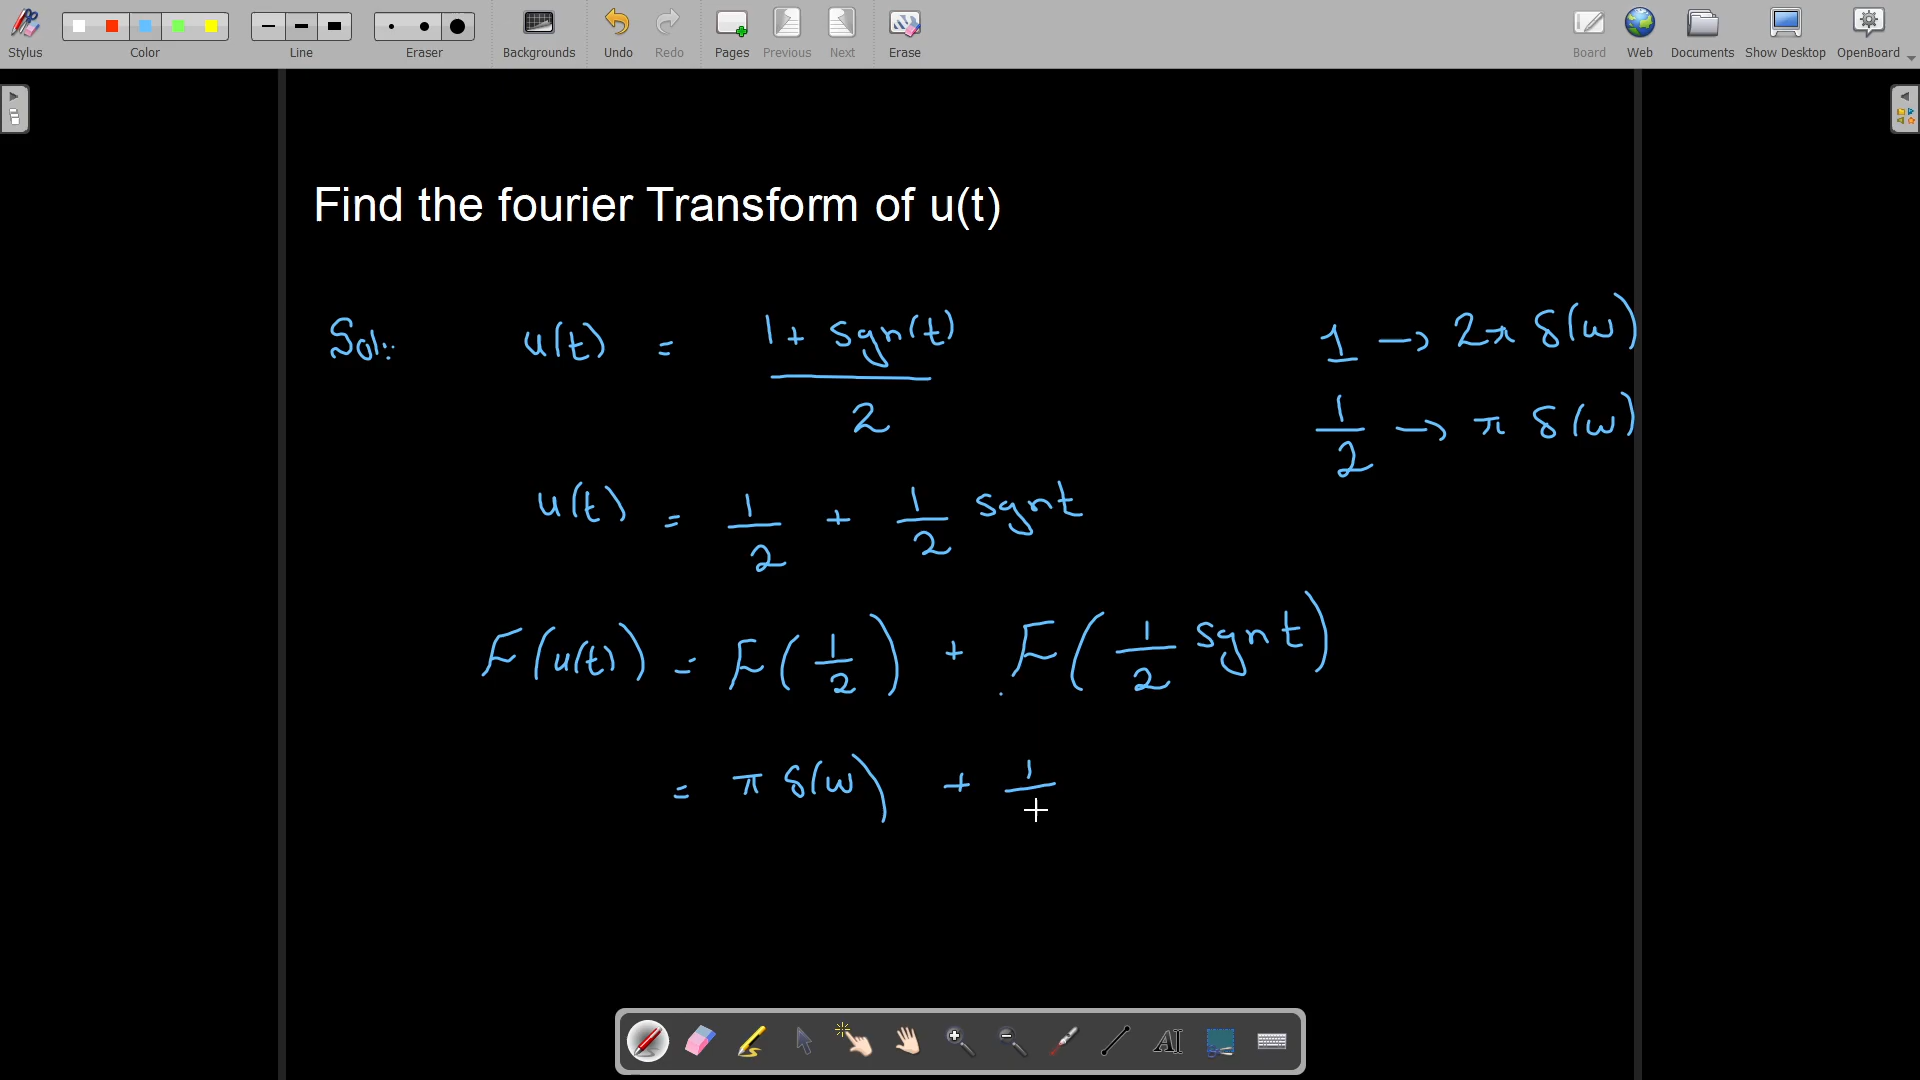 Stylus Color Line Eraser Backgrounds Undo Redo Pages Previous Next Erase Board Web Documents Show Desktop OpenBoard
Find the fourier Transform of u(t)
Sol:. u(t) = 1 + sgn(t) / 2
1 → 2π δ(ω)
1/2 → π δ(ω)
u(t) = 1/2 + 1/2 sgnt
F(u(t)) = F(1/2) + F(1/2 sgnt)
= π δ(ω) + 1
AI